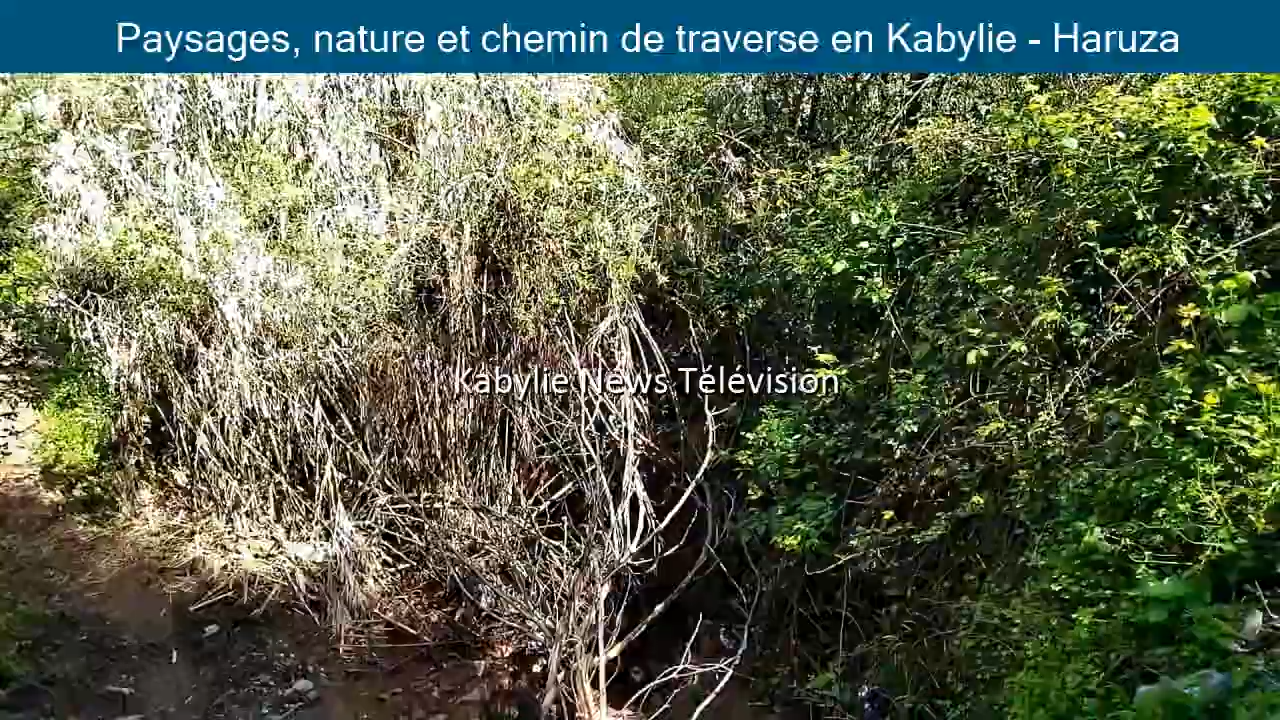 Paysages, nature et chemin de traverse en Kabylie - Haruza
Kabylie News Télévision